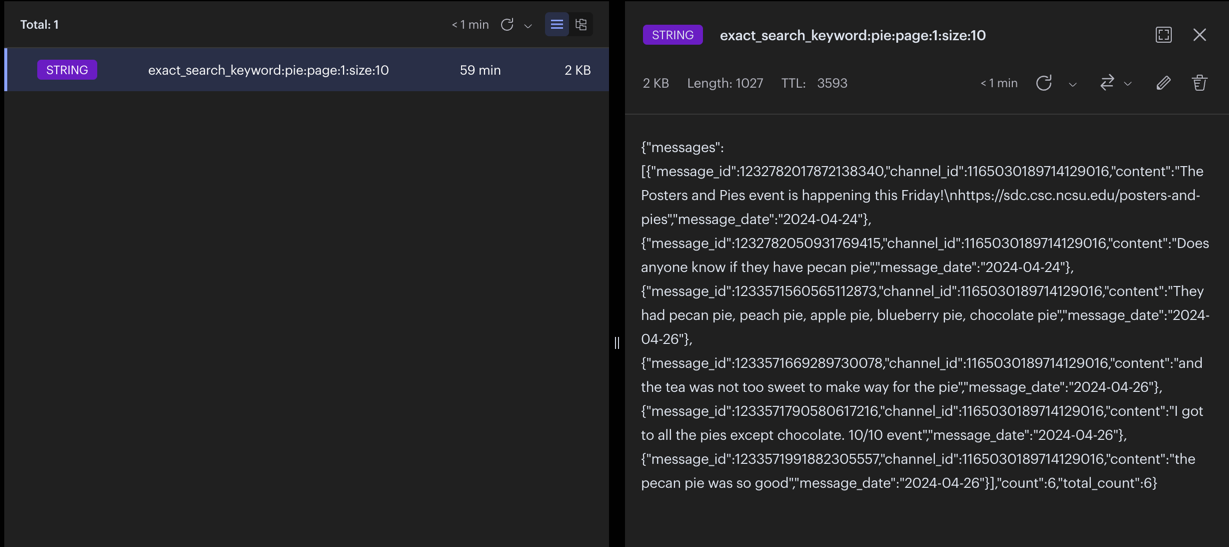 Total: 1
< 1 min
STRING
exact_search_keyword:pie:page:1:size:10
59 min
2 KB
STRING
exact_search_keyword:pie:page:1:size:10
2 KB
Length: 1027
TTL:
3593
< 1 min
{"messages":
[{"message_id":1232782017872138340,"channel_id":1165030189714129016,"content":"The
Posters and Pies event is happening this Friday!\nhttps://sdc.csc.ncsu.edu/posters-and-
pies","message_date":"2024-04-24"},
{"message_id":1232782050931769415,"channel_id":1165030189714129016,"content":"Does
anyone know if they have pecan pie","message_date":"2024-04-24"},
{"message_id":1233571560565112873,"channel_id":1165030189714129016,"content":"They
had pecan pie, peach pie, apple pie, blueberry pie, chocolate pie","message_date":"2024-
04-26"},
{"message_id":1233571669289730078,"channel_id":1165030189714129016,"content":"and
the tea was not too sweet to make way for the pie","message_date":"2024-04-26"},
{"message_id":1233571790580617216,"channel_id":1165030189714129016,"content":"I got
to all the pies except chocolate. 10/10 event","message_date":"2024-04-26"},
{"message_id":1233571991882305557,"channel_id":1165030189714129016,"content":"the
pecan pie was so good","message_date":"2024-04-26"}],"count":6,"total_count":6}